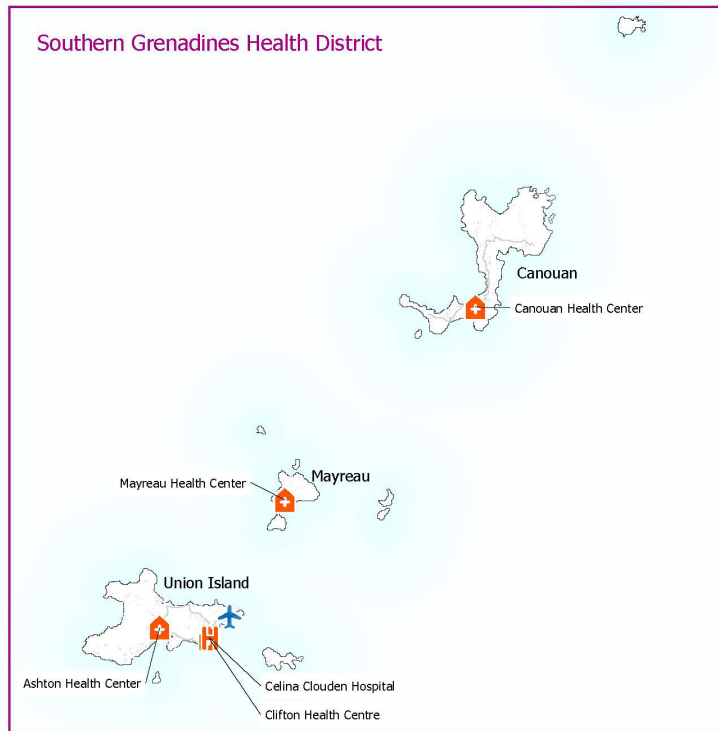 Southern Grenadines Health District
Canouan
Canouan Health Center
Mayreau
Mayreau Health Center
Union Island
H
Ashton Health Center
Celina Clouden Hospital
Clifton Health Centre